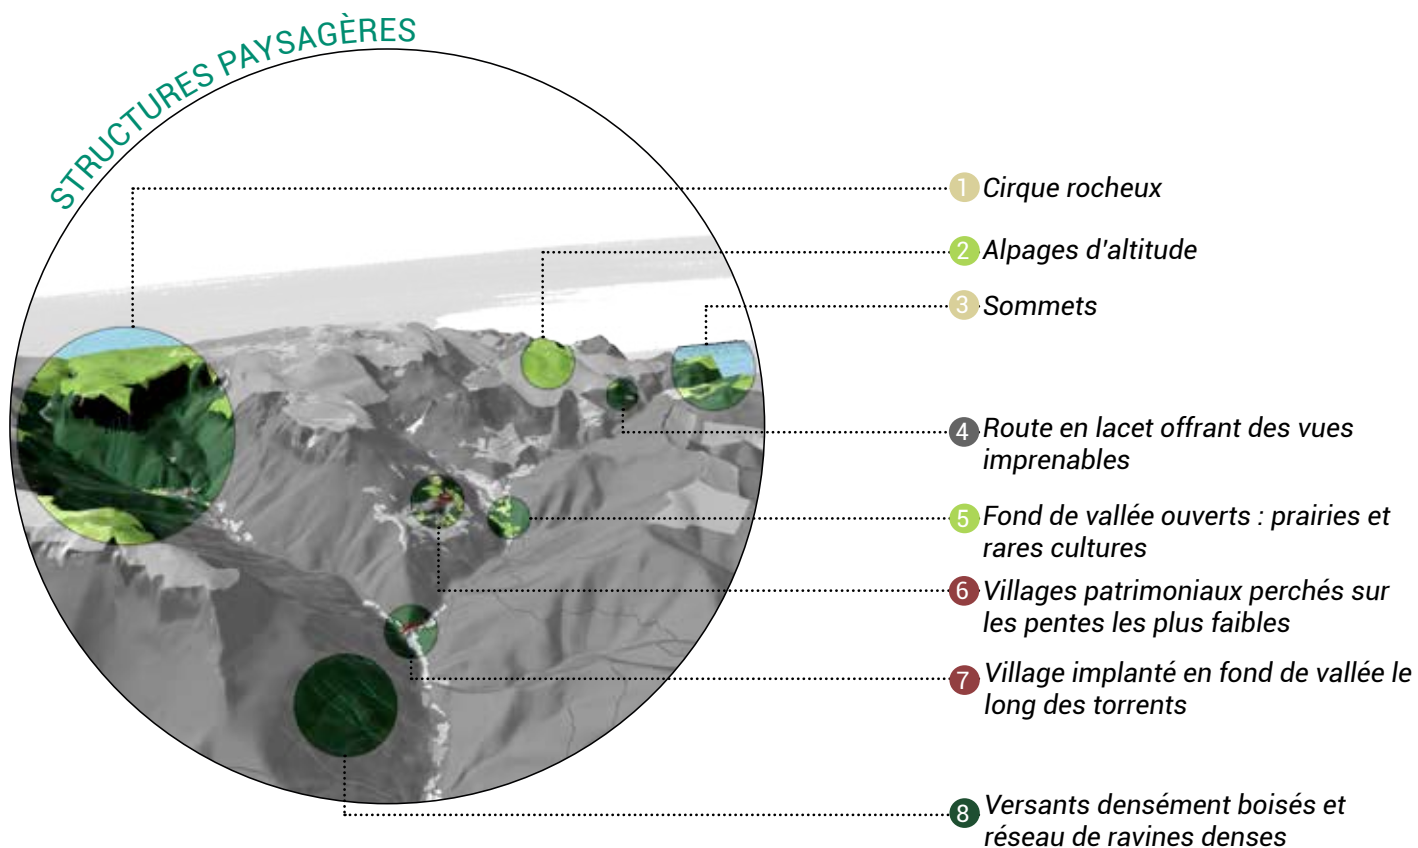 STRUCTURES PAYSAGÈRES
1 Cirque rocheux
2 Alpages d'altitude
3 Sommets
4 Route en lacet offrant des vues
imprenables
5 Fond de vallée ouverts : prairies et
rares cultures
6 Villages patrimoniaux perchés sur
les pentes les plus faibles
7 Village implanté en fond de vallée le
long des torrents
8 Versants densément boisés et
réseau de ravines denses